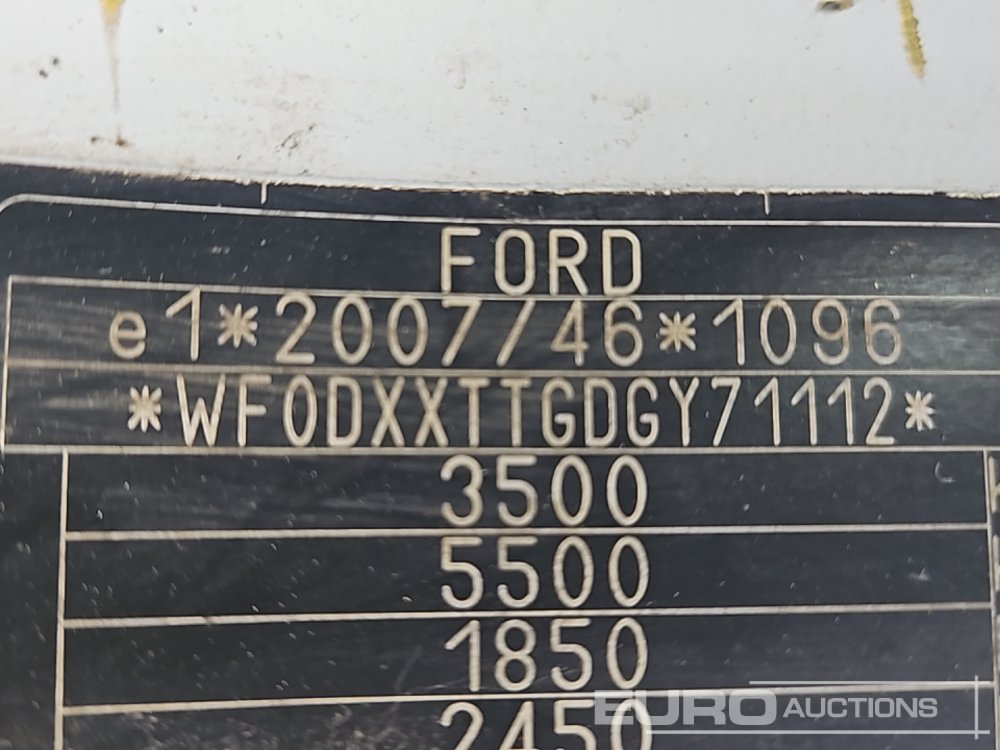 FORD
e1*2007/46*1096
*WF0DXXTTGDGY71112*
3500
5500
1850
2450
EURO AUCTIONS